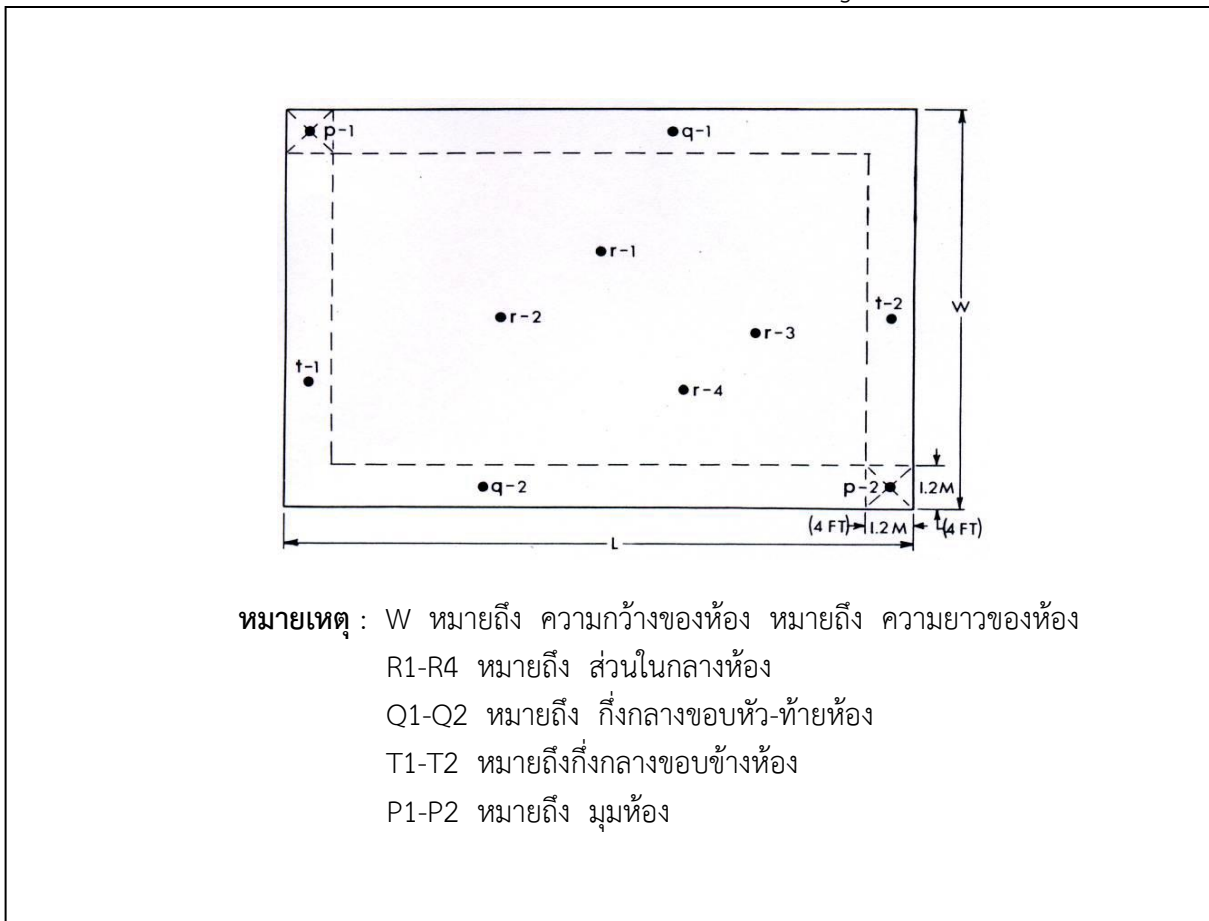 p-1
q-1
r-1
r-2
t-2
W
r-3
t-1
r-4
q-2
p-2
1.2M
(4 FT)
1.2 M
(4 FT)
L
หมายเหตุ : W หมายถึง ความกว้างของห้อง หมายถึง ความยาวของห้อง
R1-R4 หมายถึง ส่วนในกลางห้อง
Q1-Q2 หมายถึง กึ่งกลางขอบหัว-ท้ายห้อง
T1-T2 หมายถึงกึ่งกลางขอบข้างห้อง
P1-P2 หมายถึง มุมห้อง